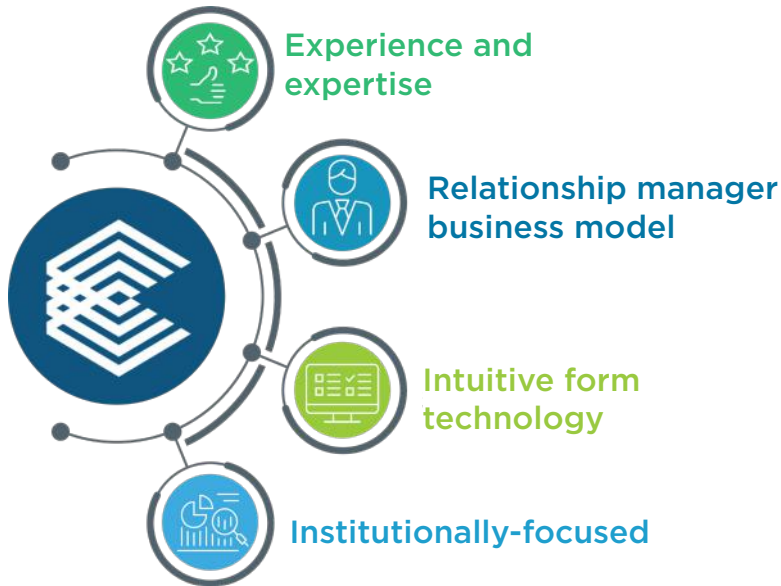 Experience and
expertise
Relationship manager
business model
Intuitive form
technology
Institutionally-focused